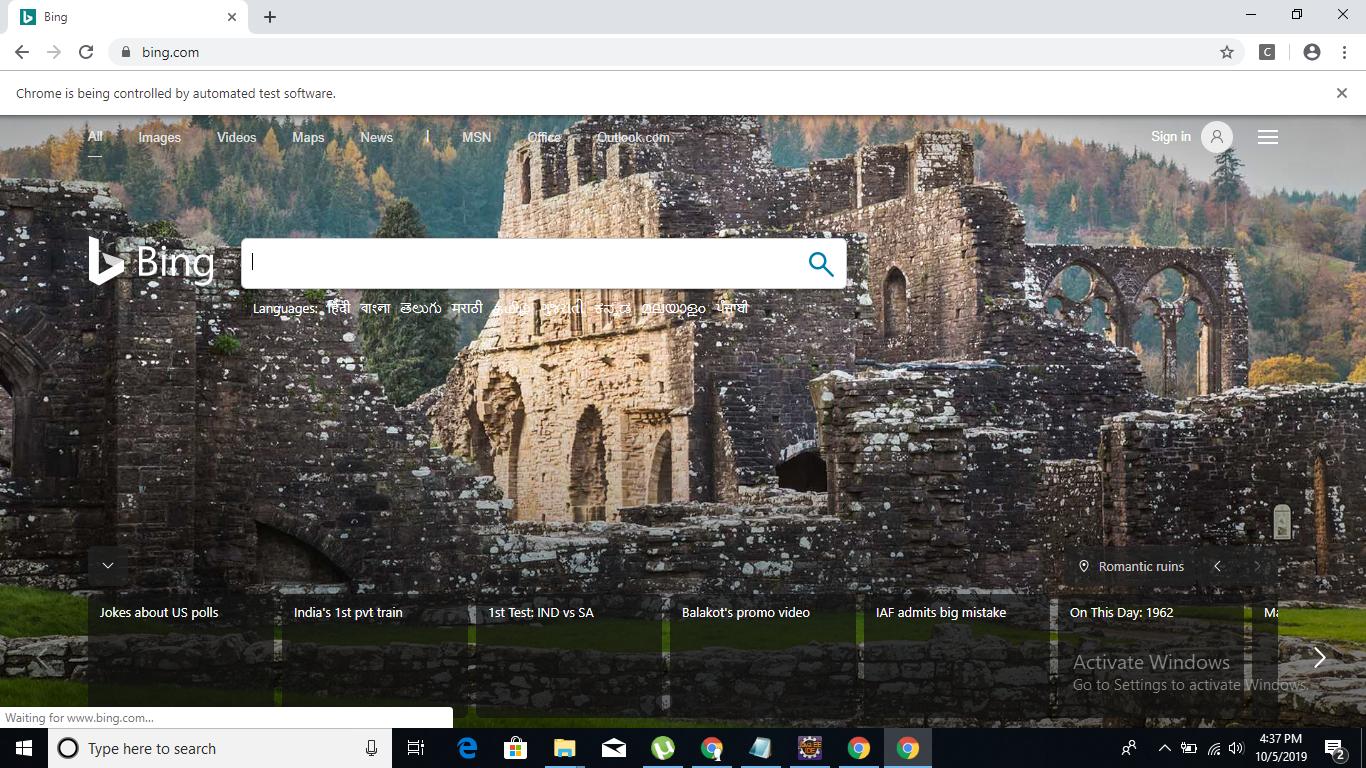 Bing
bing.com
C
Chrome is being controlled by automated test software.
All Images Videos Maps News | MSN Office Outlook.com Sign in
Bing
Languages: हिंदी বাংলা తెలుగు मराठी தமிழ் ગુજરાતી ಕನ್ನಡ മലയാളം ਪੰਜਾਬੀ
Romantic ruins
Jokes about US polls India's 1st pvt train 1st Test: IND vs SA Balakot's promo video IAF admits big mistake On This Day: 1962
Activate Windows
Go to Settings to activate Windows.
Waiting for www.bing.com...
Type here to search
4:37 PM
10/5/2019
2